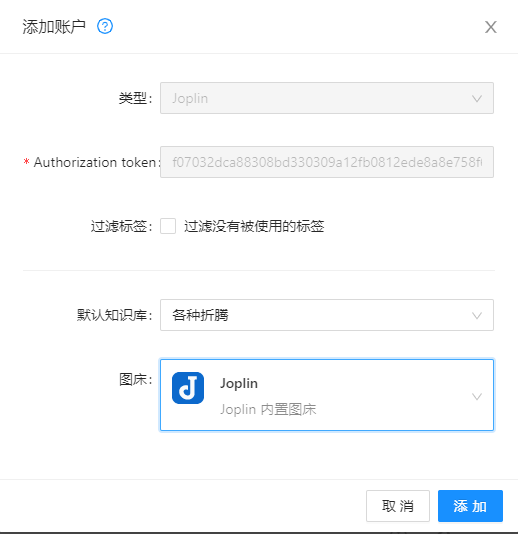 添加账户
类型: Joplin
* Authorization token: f07032dca88308bd330309a12fb0812ede8a8e758f
过滤标签: 过滤没有被使用的标签
默认知识库: 各种折腾
图床: Joplin
Joplin 内置图床
取 消 添 加